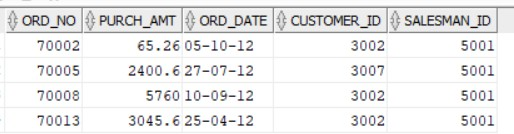 ORD_NO PURCH_AMT ORD_DATE CUSTOMER_ID SALESMAN_ID
70002 65.26 05-10-12 3002 5001
70005 2400.6 27-07-12 3007 5001
70008 5760 10-09-12 3002 5001
70013 3045.6 25-04-12 3002 5001